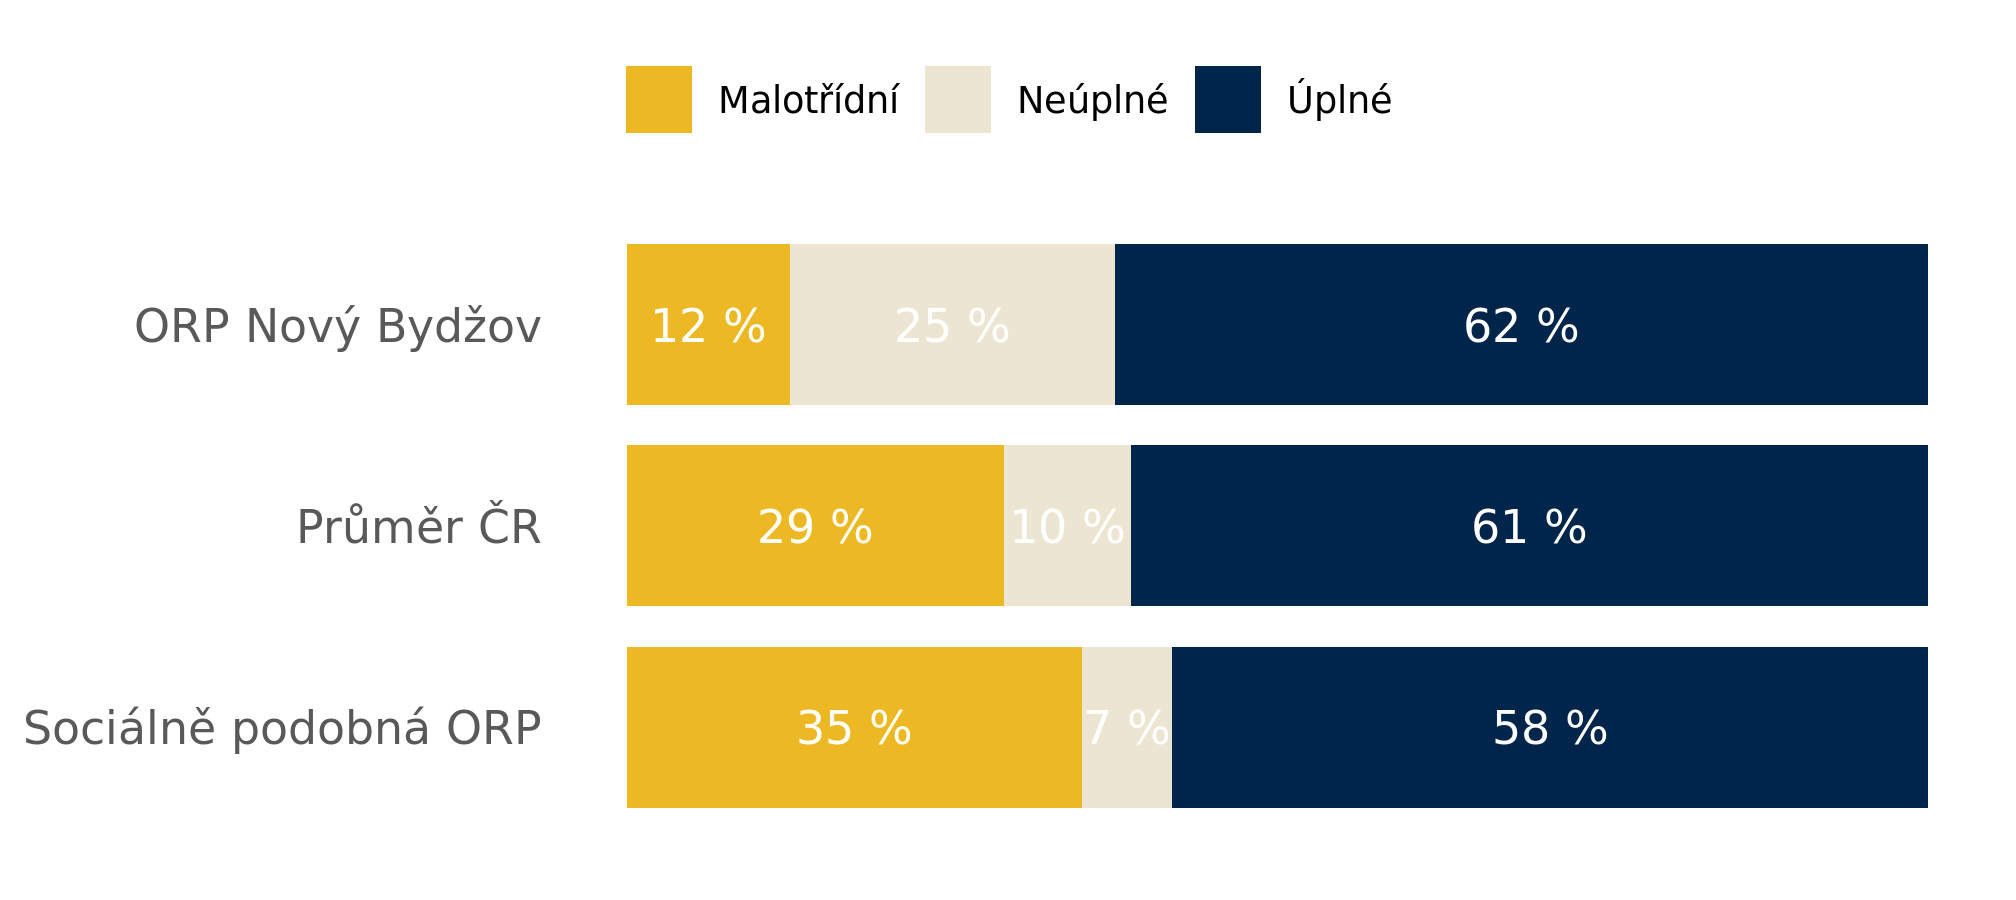 Malotřídní Neúplné Úplné
ORP Nový Bydžov 12 % 25 % 62 %
Průměr ČR 29 % 10 % 61 %
Sociálně podobná ORP 35 % 7 % 58 %